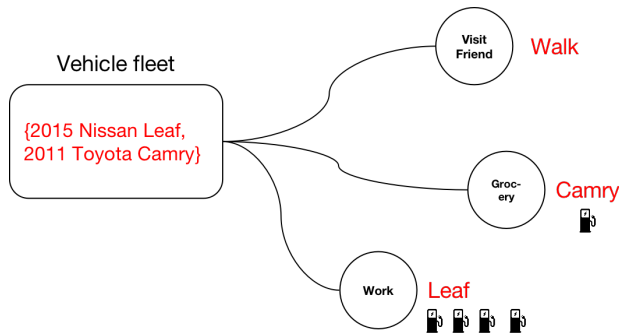 Vehicle fleet
{2015 Nissan Leaf,
2011 Toyota Camry}
Visit
Friend
Walk
Groc-
ery
Camry
Work
Leaf